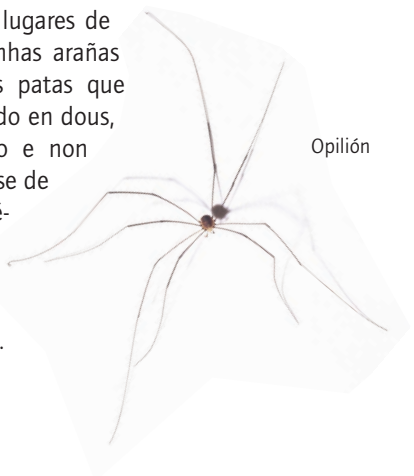 lugares de
nhas arañas
s patas que
do en dous,
o e non
se de
é-
.
Opilión